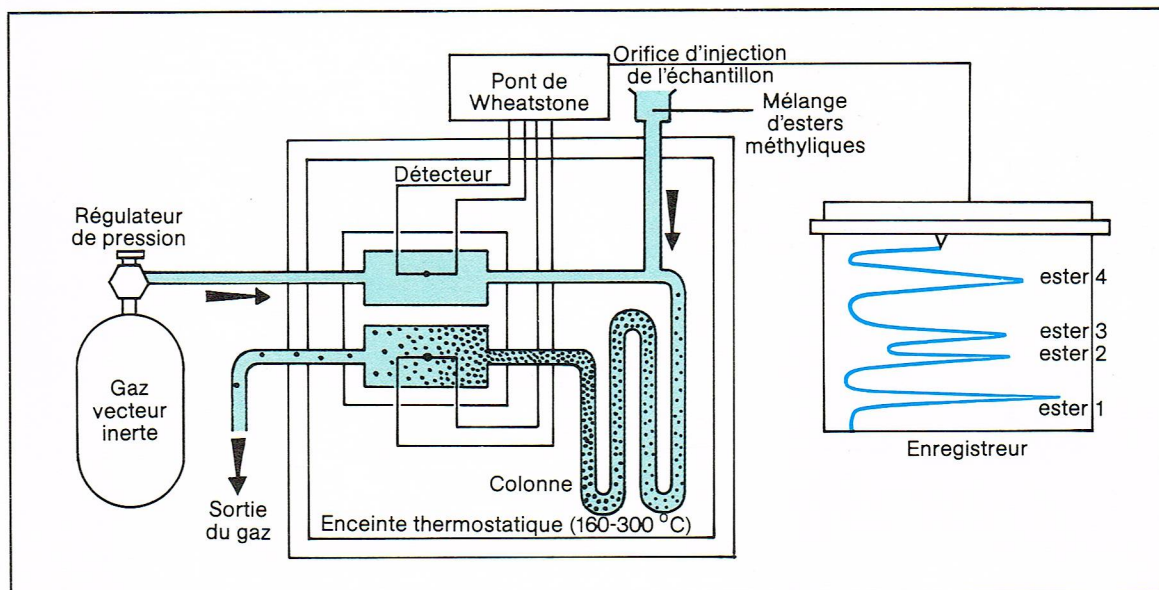 Orifice d'injection
de l'échantillon
Pont de
Wheatstone
Mélange
d'esters
méthyliques
Détecteur
Régulateur
de pression
ester 4
ester 3
ester 2
ester 1
Gaz
vecteur
inerte
Enregistreur
Colonne
Sortie
du gaz
Enceinte thermostatique (160-300 °C)